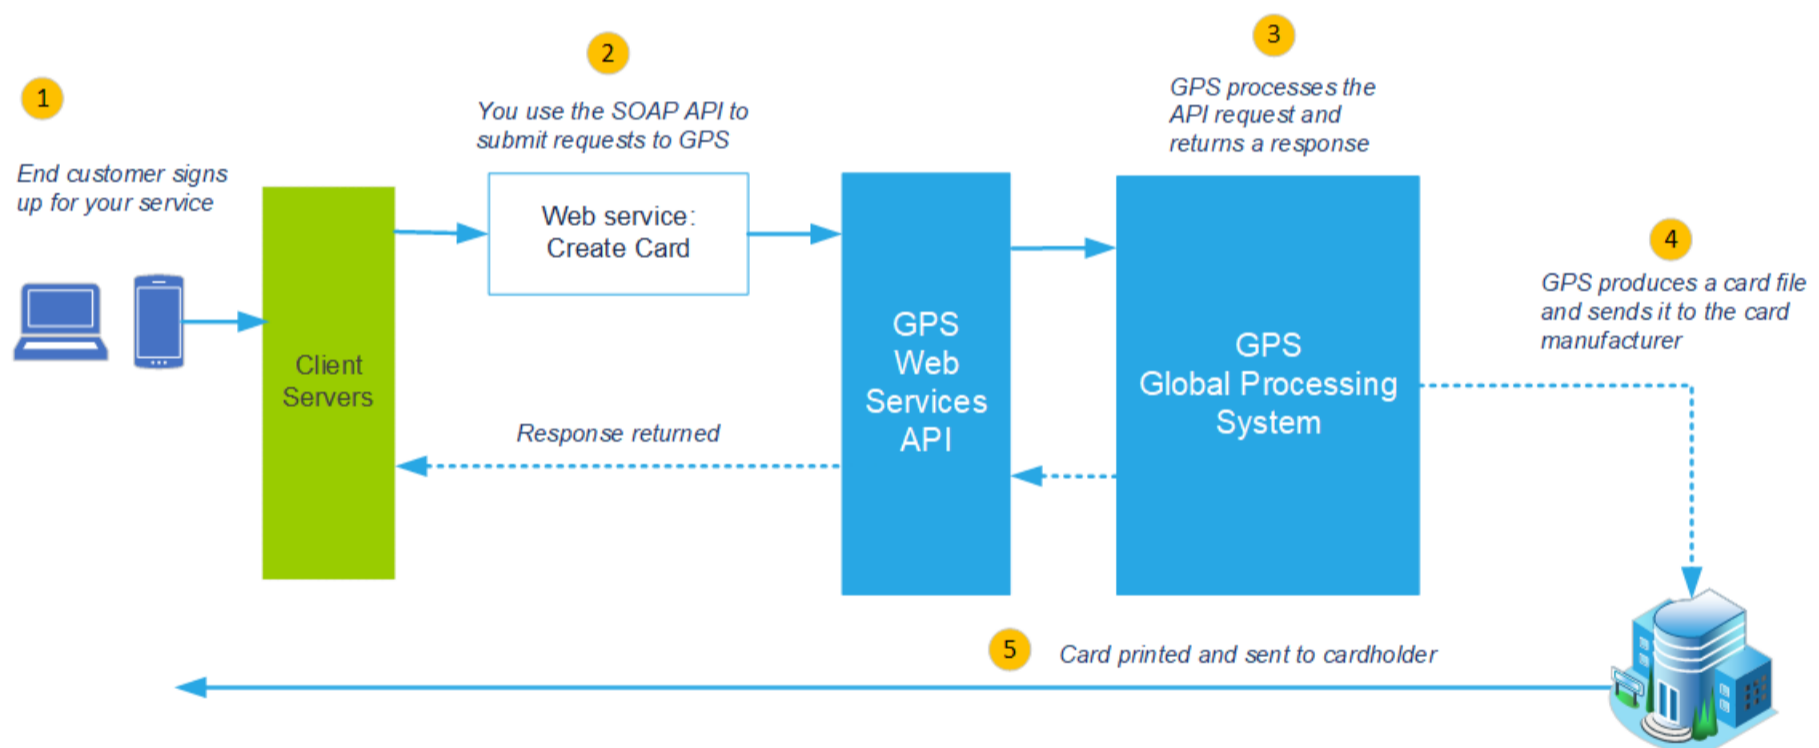 1
End customer signs
up for your service
2
You use the SOAP API to
submit requests to GPS
3
GPS processes the
API request and
returns a response
Web service:
Create Card
Client
Servers
GPS
Web
Services
API
GPS
Global Processing
System
4
GPS produces a card file
and sends it to the card
manufacturer
Response returned
5
Card printed and sent to cardholder